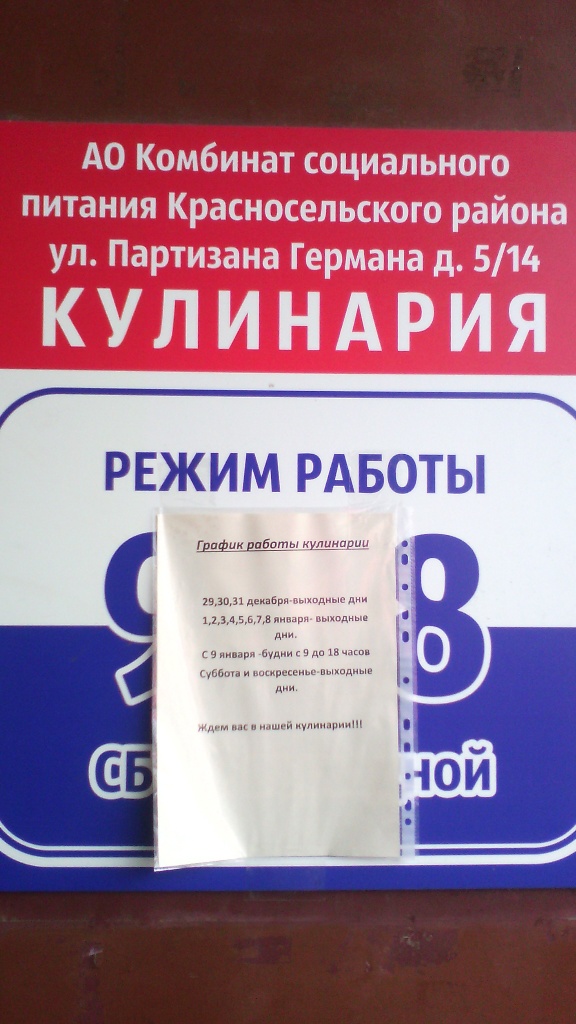 АО Комбинат социального
питания Красносельского района
ул. Партизана Германа д. 5/14
КУЛИНАРИЯ
РЕЖИМ РАБОТЫ
График работы кулинарии
29,30,31 декабря-выходные дни
1,2,3,4,5,6,7,8 января- выходные
дни.
С 9 января -будни с 9 до 18 часов
Суббота и воскресенье-выходные
дни.
Ждем вас в нашей кулинарии!!!